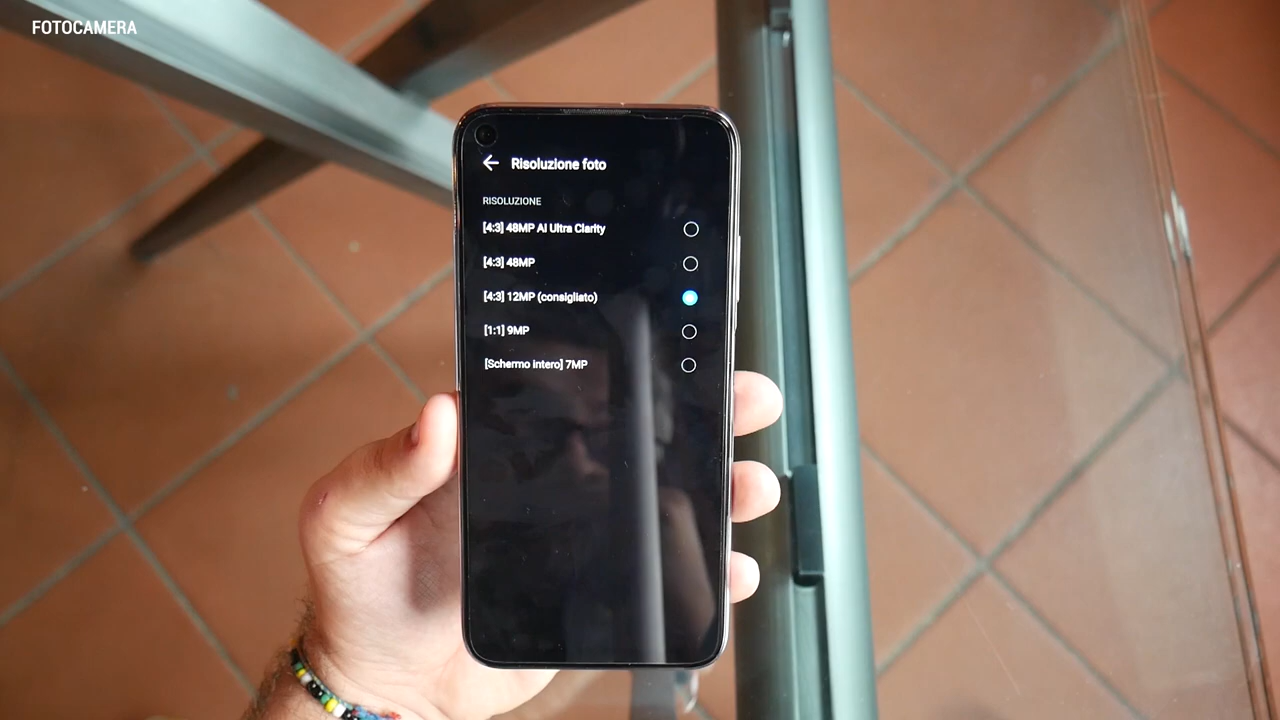 FOTOCAMERA
Risoluzione foto
RISOLUZIONE
[4:3] 48MP AI Ultra Clarity
[4:3] 48MP
[4:3] 12MP (consigliato)
[1:1] 9MP
[Schermo intero] 7MP